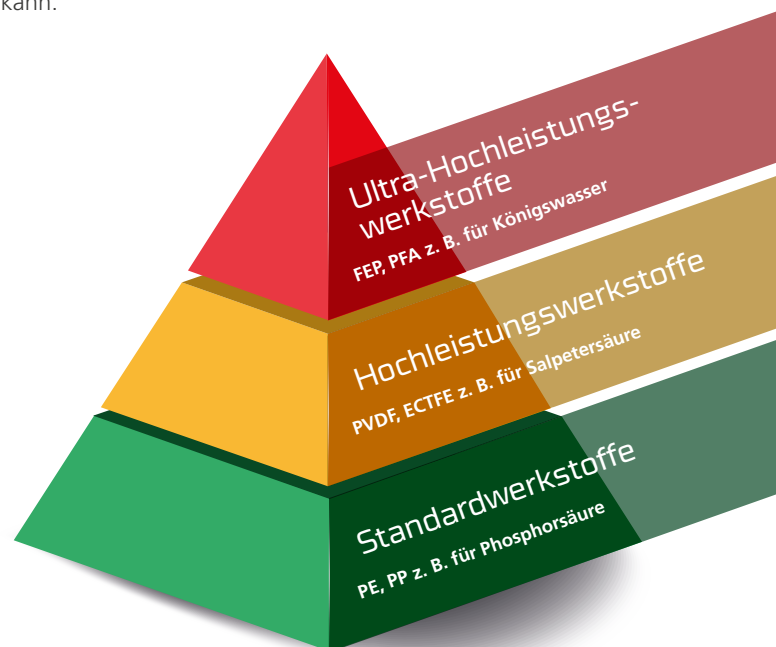 kann.
Ultra-Hochleistungs-
werkstoffe
FEP, PFA z. B. für Königswasser
Hochleistungswerkstoffe
PVDF, ECTFE z. B. für Salpetersäure
Standardwerkstoffe
PE, PP z. B. für Phosphorsäure